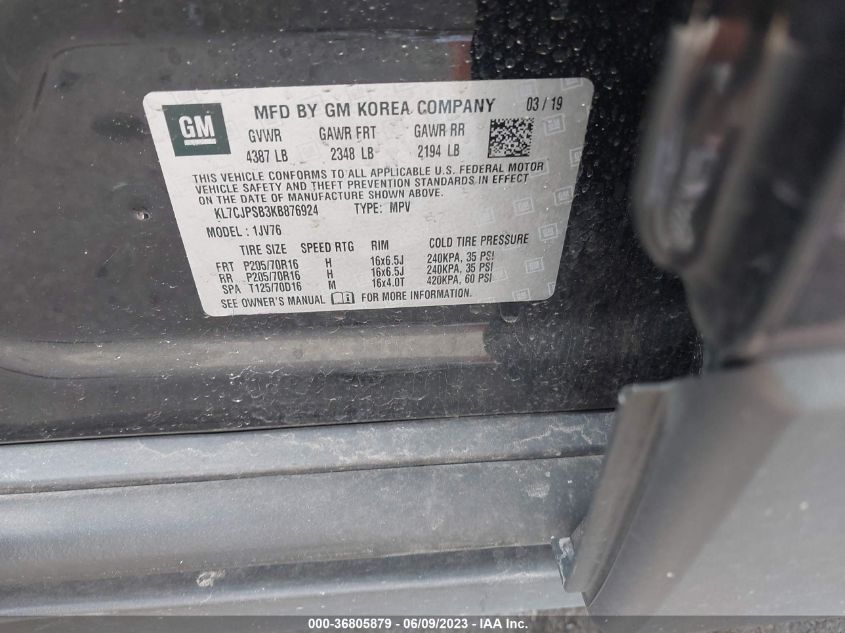 GM
MFD BY GM KOREA COMPANY 03 / 19
GVWR GAWR FRT GAWR RR
4387 LB 2348 LB 2194 LB
THIS VEHICLE CONFORMS TO ALL APPLICABLE U.S. FEDERAL MOTOR
VEHICLE SAFETY AND THEFT PREVENTION STANDARDS IN EFFECT
ON THE DATE OF MANUFACTURE SHOWN ABOVE.
KL7CJPSB3KB876924 TYPE: MPV
MODEL : 1JV76
TIRE SIZE SPEED RTG RIM COLD TIRE PRESSURE
FRT P205/70R16 H 16x6.5J 240KPA, 35 PSI
RR P205/70R16 H 16x6.5J 240KPA, 35 PSI
SPA T125/70D16 M 16x4.0T 420KPA, 60 PSI
SEE OWNER'S MANUAL FOR MORE INFORMATION.
000-36805879 - 06/09/2023 - IAA Inc.